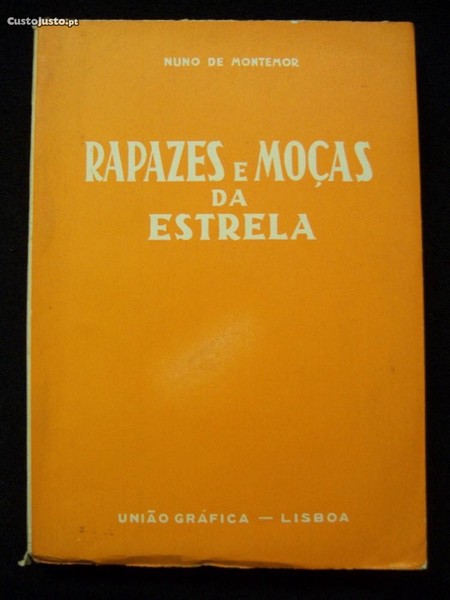 CustoJusto.pt
NUNO DE MONTEMOR
RAPAZES E MOÇAS
DA
ESTRELA
UNIÃO GRÁFICA — LISBOA